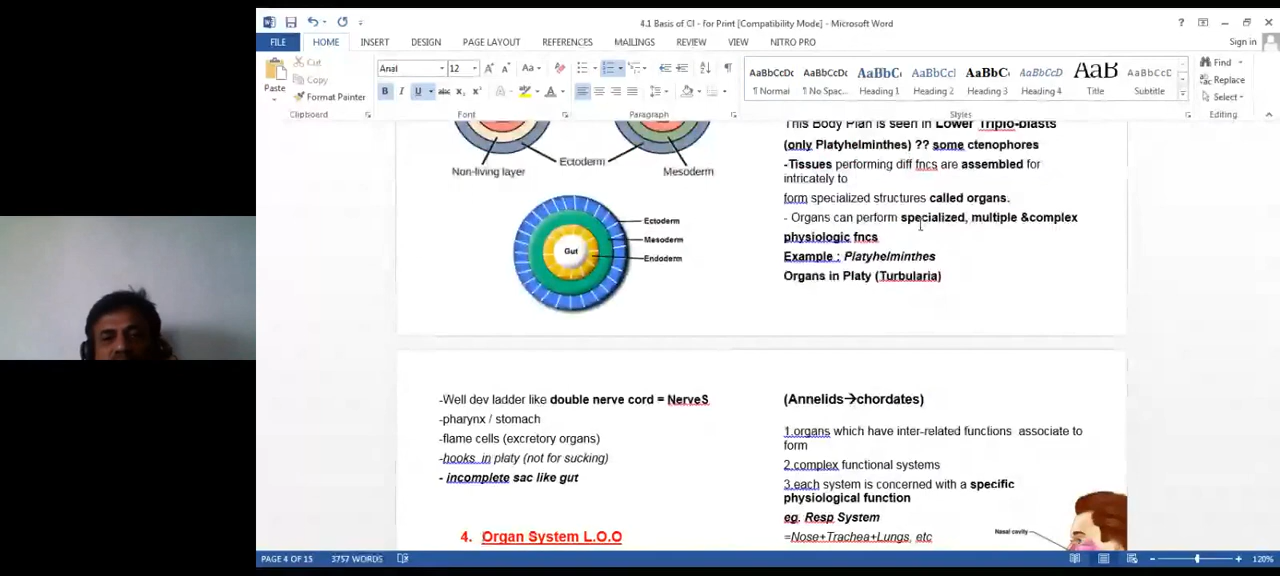 4.1 Basis of Cl - for Print [Compatibility Mode] - Microsoft Word
FILE HOME INSERT DESIGN PAGE LAYOUT REFERENCES MAILINGS REVIEW VIEW NITRO PRO Sign in
Cut
Copy
Format Painter
Paste
Arial 12
Clipboard Font Paragraph Styles Editing
AaBbCcDc AaBbCcDc AaBbC AaBbCcI AaBbC AaBbCcD AaB AaBbCcD
¶ Normal ¶ No Spac... Heading 1 Heading 2 Heading 3 Heading 4 Title Subtitle
Find
Replace
Select
Non-living layer
Ectoderm
Mesoderm
Ectoderm
Mesoderm
Endoderm
Gut
This Body Plan is seen in Lower Triplo-blasts
(only Platyhelminthes) ?? some ctenophores
-Tissues performing diff fncs are assembled for
intricately to
form specialized structures called organs.
- Organs can perform specialized, multiple &complex
physiologic fncs
Example : Platyhelminthes
Organs in Platy (Turbularia)
-Well dev ladder like double nerve cord = NerveS
-pharynx / stomach
-flame cells (excretory organs)
-hooks in platy (not for sucking)
- incomplete sac like gut
4. Organ System L.O.O
(Annelids→chordates)
1.organs which have inter-related functions associate to
form
2.complex functional systems
3.each system is concerned with a specific
physiological function
eg. Resp System
=Nose+Trachea+Lungs, etc
Nasal cavity
PAGE 4 OF 15 3757 WORDS 120%